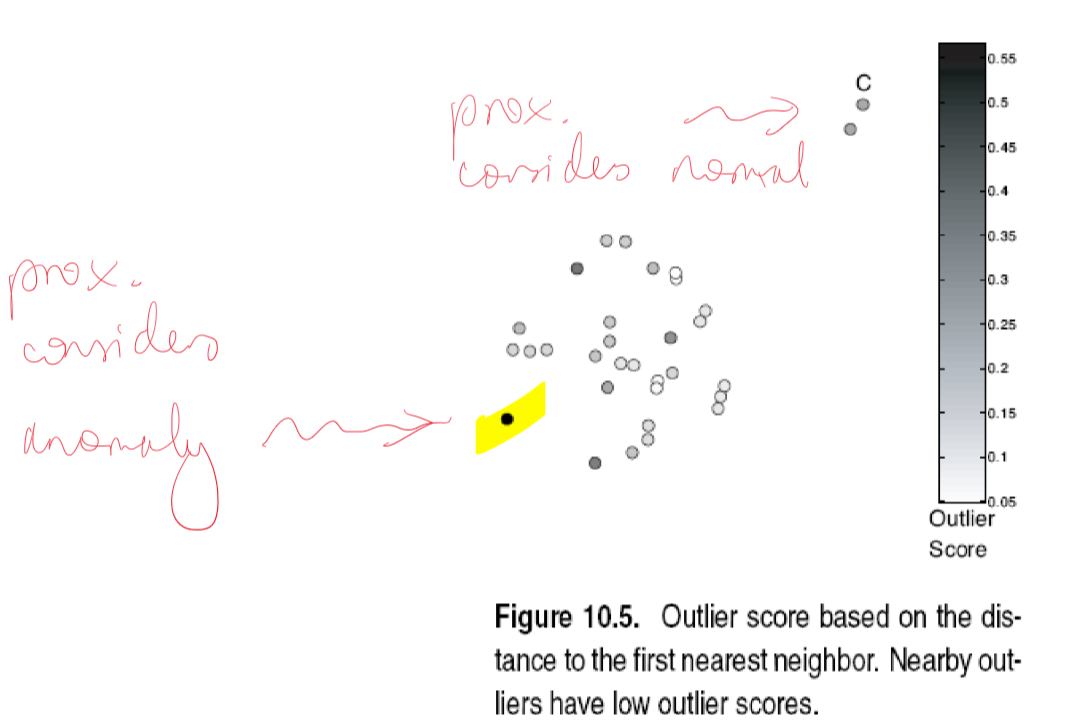 C
prox.
consides normal
prox.
consides
anomaly
0.55
0.5
0.45
0.4
0.35
0.3
0.25
0.2
0.15
0.1
0.05
Outlier
Score
Figure 10.5. Outlier score based on the dis-
tance to the first nearest neighbor. Nearby out-
liers have low outlier scores.